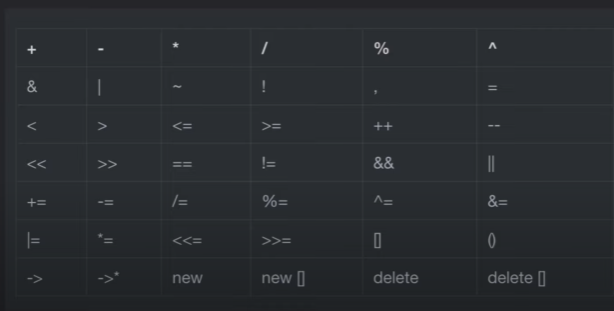 + - * / % ^
& | ~ ! , =
< > <= >= ++ --
<< >> == != && ||
+= -= /= %= ^= &=
|= *= <<= >>= [] ()
-> ->* new new [] delete delete []